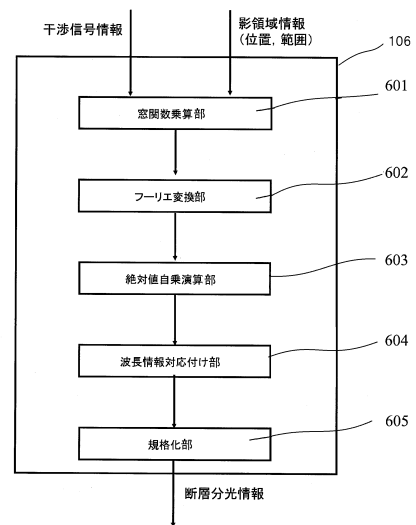 干渉信号情報
影領域情報
(位置，範囲)
106
窓関数乗算部
601
フーリエ変換部
602
絶対値自乗演算部
603
波長情報対応付け部
604
規格化部
605
断層分光情報